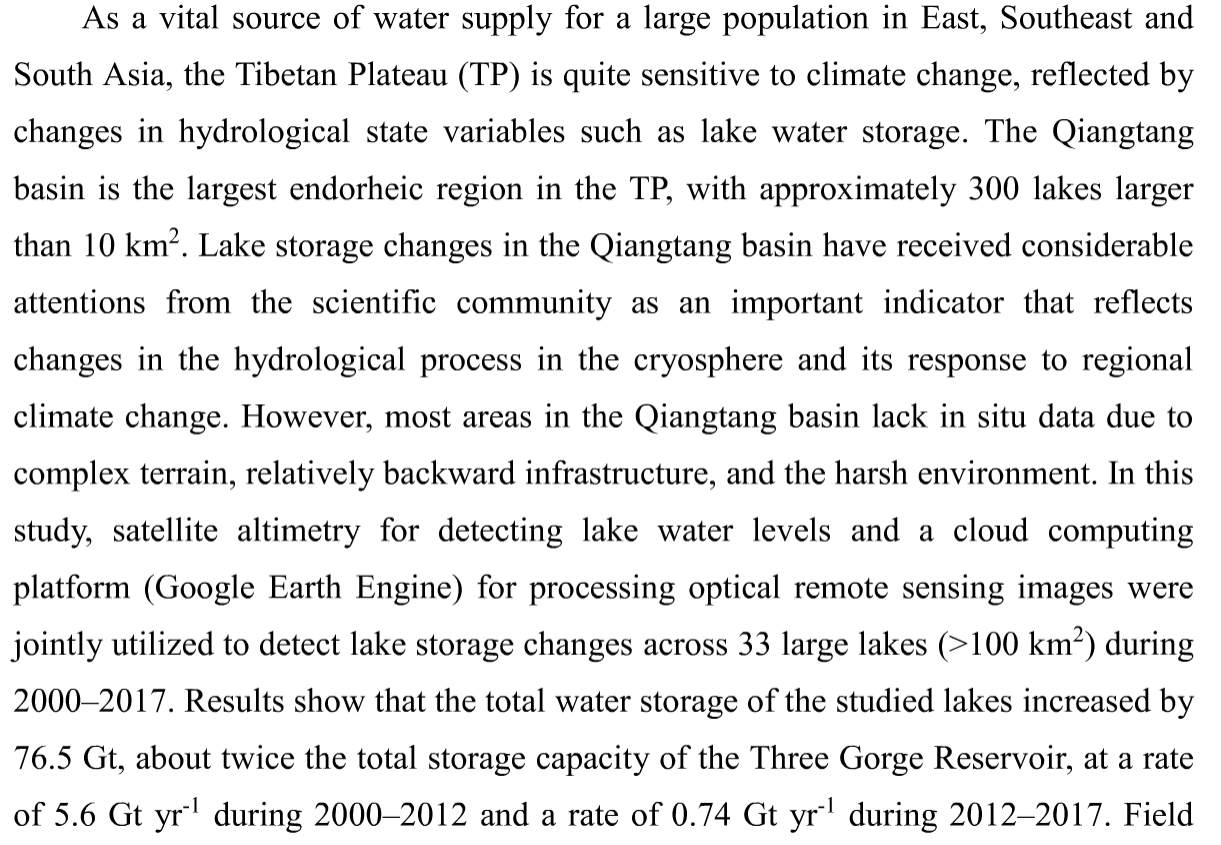 As a vital source of water supply for a large population in East, Southeast and
South Asia, the Tibetan Plateau (TP) is quite sensitive to climate change, reflected by
changes in hydrological state variables such as lake water storage. The Qiangtang
basin is the largest endorheic region in the TP, with approximately 300 lakes larger
than 10 km². Lake storage changes in the Qiangtang basin have received considerable
attentions from the scientific community as an important indicator that reflects
changes in the hydrological process in the cryosphere and its response to regional
climate change. However, most areas in the Qiangtang basin lack in situ data due to
complex terrain, relatively backward infrastructure, and the harsh environment. In this
study, satellite altimetry for detecting lake water levels and a cloud computing
platform (Google Earth Engine) for processing optical remote sensing images were
jointly utilized to detect lake storage changes across 33 large lakes (>100 km²) during
2000–2017. Results show that the total water storage of the studied lakes increased by
76.5 Gt, about twice the total storage capacity of the Three Gorge Reservoir, at a rate
of 5.6 Gt yr⁻¹ during 2000–2012 and a rate of 0.74 Gt yr⁻¹ during 2012–2017. Field